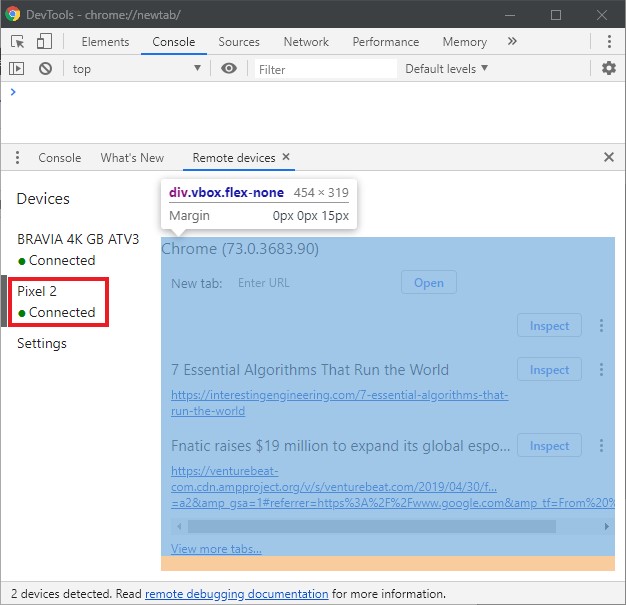 DevTools - chrome://newtab/
Elements Console Sources Network Performance Memory »
top Filter Default levels
Console What's New Remote devices
Devices
div.vbox.flex-none 454 × 319
Margin 0px 0px 15px
BRAVIA 4K GB ATV3
Connected
Pixel 2
Connected
Settings
Chrome (73.0.3683.90)
New tab: Enter URL Open
Inspect
7 Essential Algorithms That Run the World Inspect
https://interestingengineering.com/7-essential-algorithms-that-
run-the-world
Fnatic raises $19 million to expand its global espo... Inspect
https://venturebeat-
com.cdn.ampproject.org/v/s/venturebeat.com/2019/04/30/f...
=a2&amp_gsa=1#referrer=https%3A%2F%2Fwww.google.com&amp_tf=From%20%
View more tabs...
2 devices detected. Read remote debugging documentation for more information.